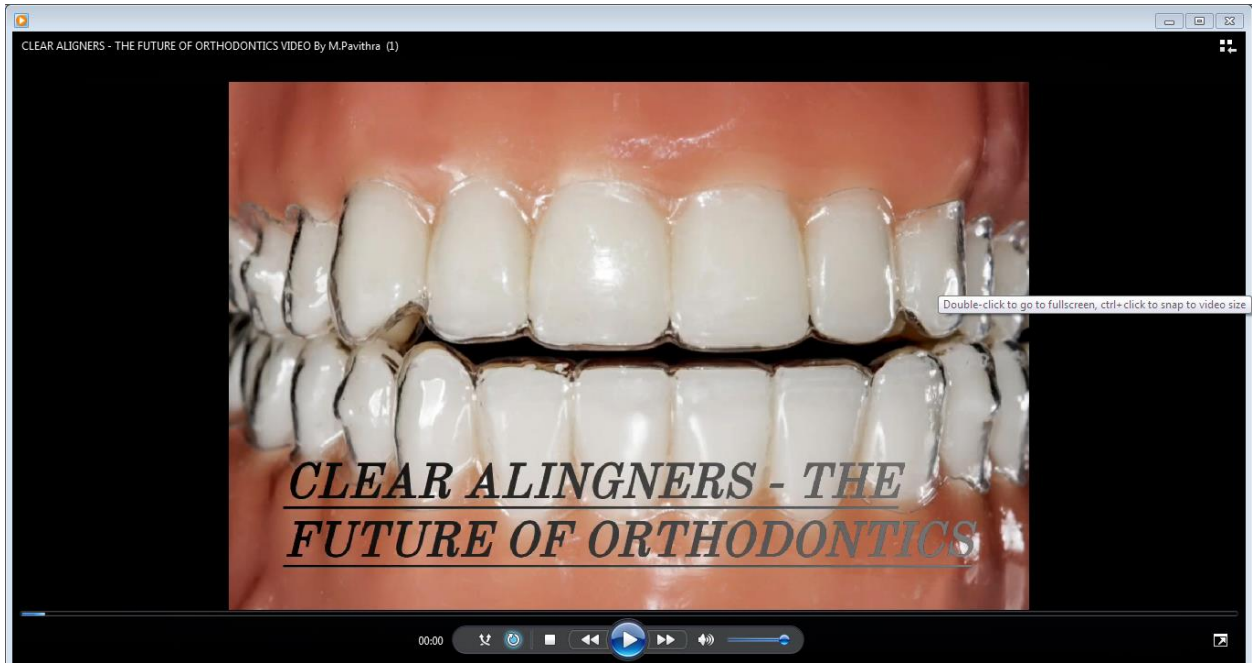 CLEAR ALIGNERS - THE FUTURE OF ORTHODONTICS VIDEO By M.Pavithra (1)
Double-click to go to fullscreen, ctrl+click to snap to video size
CLEAR ALINGNERS - THE
FUTURE OF ORTHODONTICS
00:00